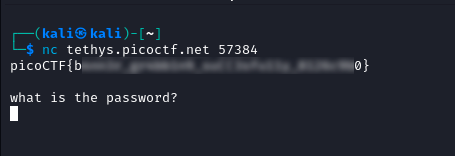 ┌──(kali㉿kali)-[~]
└─$ nc tethys.picoctf.net 57384
picoCTF{b 0}
what is the password?